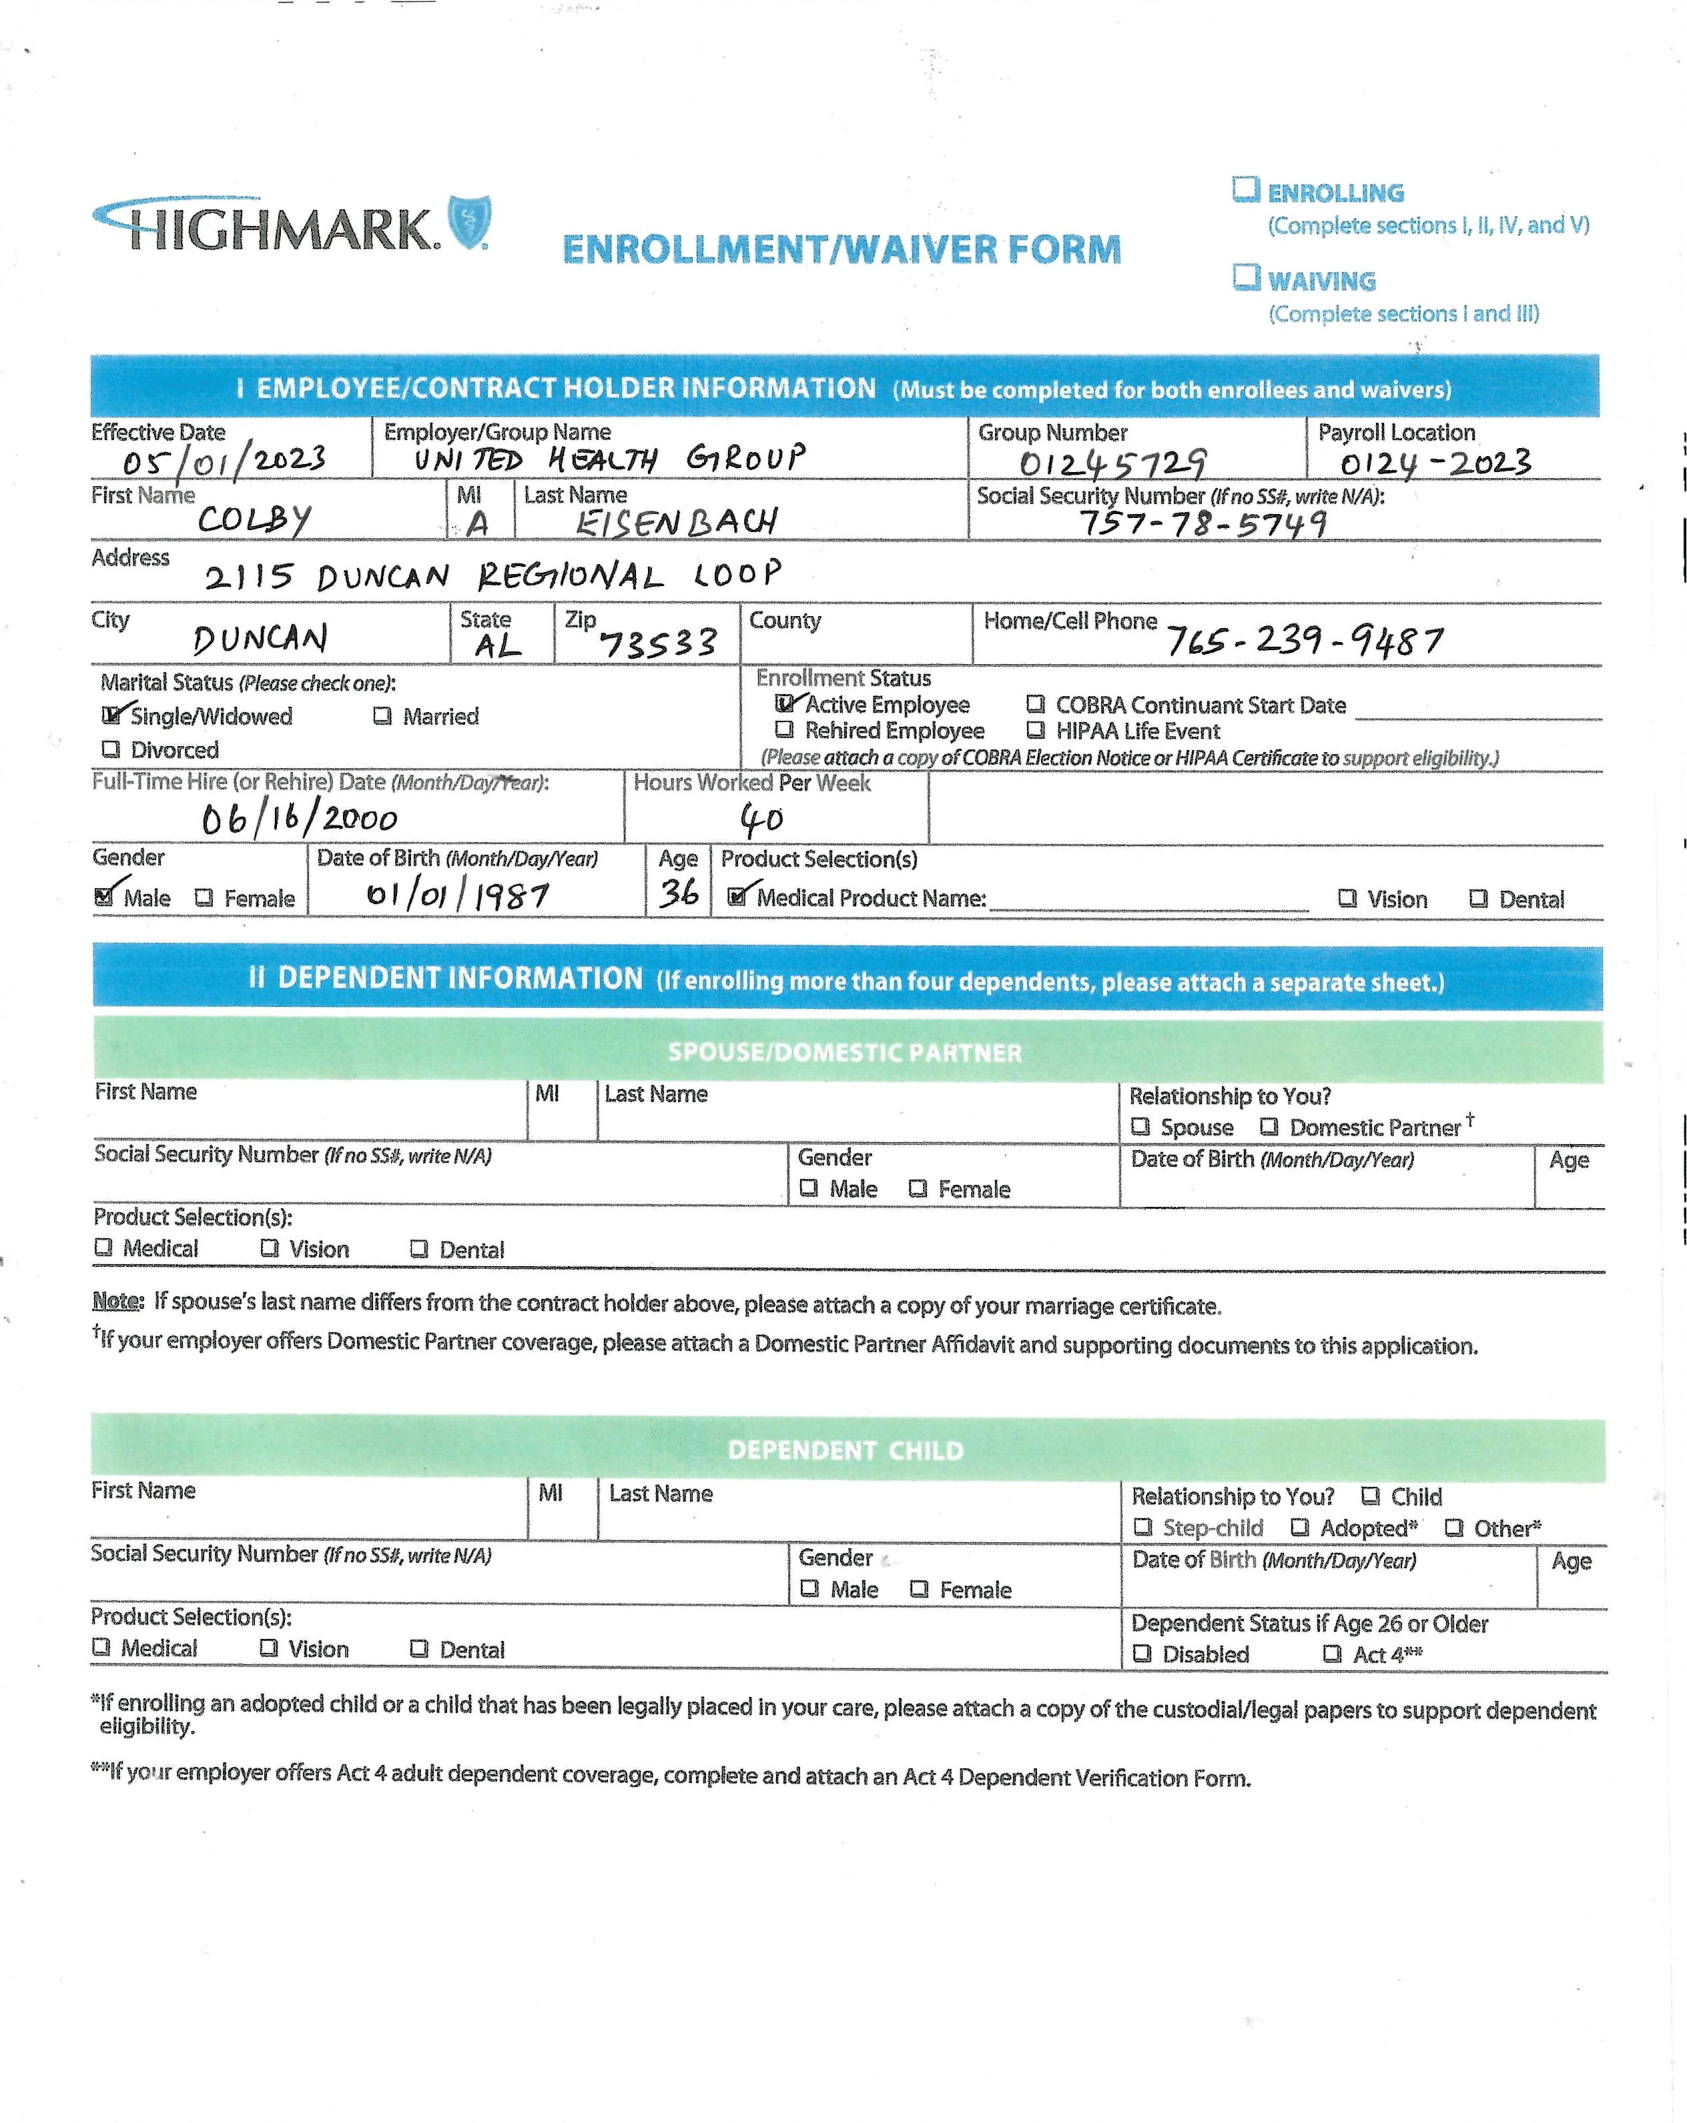 HIGHMARK.
ENROLLMENT/WAIVER FORM
☐ ENROLLING
(Complete sections I, II, IV, and V)
☐ WAIVING
(Complete sections I and III)
I EMPLOYEE/CONTRACT HOLDER INFORMATION (Must be completed for both enrollees and waivers)
Effective Date Employer/Group Name Group Number Payroll Location
05/01/2023 UNITED HEALTH GROUP 01245729 0124-2023
First Name MI Last Name Social Security Number (If no SS#, write N/A):
COLBY A EISENBACH 757-78-5749
Address
2115 DUNCAN REGIONAL LOOP
City State Zip County Home/Cell Phone
DUNCAN AL 73533 765-239-9487
Marital Status (Please check one): Enrollment Status
☑ Single/Widowed ☐ Married ☑ Active Employee ☐ COBRA Continuant Start Date
☐ Divorced ☐ Rehired Employee ☐ HIPAA Life Event
(Please attach a copy of COBRA Election Notice or HIPAA Certificate to support eligibility.)
Full-Time Hire (or Rehire) Date (Month/Day/Year): Hours Worked Per Week
06/16/2000 40
Gender Date of Birth (Month/Day/Year) Age Product Selection(s)
☑ Male ☐ Female 01/01/1987 36 ☑ Medical Product Name: ☐ Vision ☐ Dental
II DEPENDENT INFORMATION (If enrolling more than four dependents, please attach a separate sheet.)
SPOUSE/DOMESTIC PARTNER
First Name MI Last Name Relationship to You?
☐ Spouse ☐ Domestic Partner†
Social Security Number (If no SS#, write N/A) Gender Date of Birth (Month/Day/Year) Age
☐ Male ☐ Female
Product Selection(s):
☐ Medical ☐ Vision ☐ Dental
Note: If spouse's last name differs from the contract holder above, please attach a copy of your marriage certificate.
†If your employer offers Domestic Partner coverage, please attach a Domestic Partner Affidavit and supporting documents to this application.
DEPENDENT CHILD
First Name MI Last Name Relationship to You? ☐ Child
☐ Step-child ☐ Adopted* ☐ Other*
Social Security Number (If no SS#, write N/A) Gender Date of Birth (Month/Day/Year) Age
☐ Male ☐ Female
Product Selection(s): Dependent Status if Age 26 or Older
☐ Medical ☐ Vision ☐ Dental ☐ Disabled ☐ Act 4**
*If enrolling an adopted child or a child that has been legally placed in your care, please attach a copy of the custodial/legal papers to support dependent
eligibility.
**If your employer offers Act 4 adult dependent coverage, complete and attach an Act 4 Dependent Verification Form.